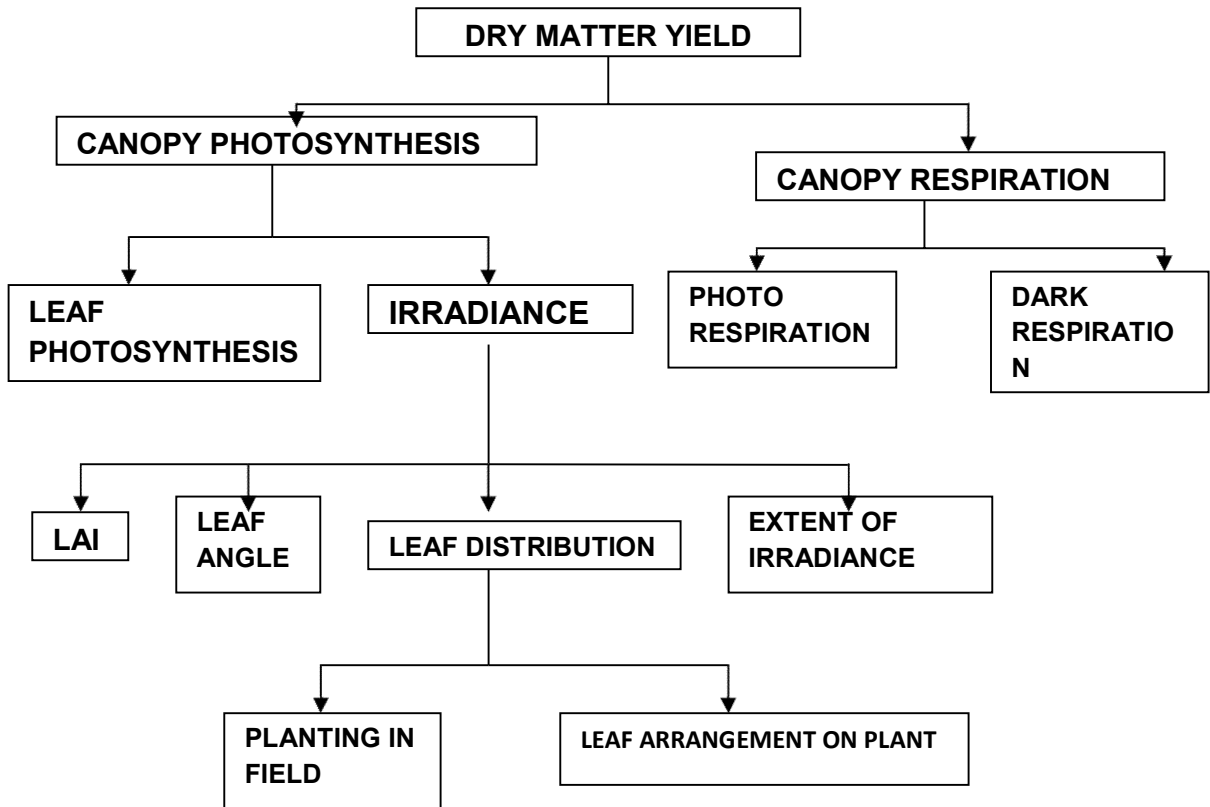 DRY MATTER YIELD
CANOPY PHOTOSYNTHESIS
CANOPY RESPIRATION
LEAF
PHOTOSYNTHESIS
IRRADIANCE
PHOTO
RESPIRATION
DARK
RESPIRATIO
N
LAI
LEAF
ANGLE
LEAF DISTRIBUTION
EXTENT OF
IRRADIANCE
PLANTING IN
FIELD
LEAF ARRANGEMENT ON PLANT